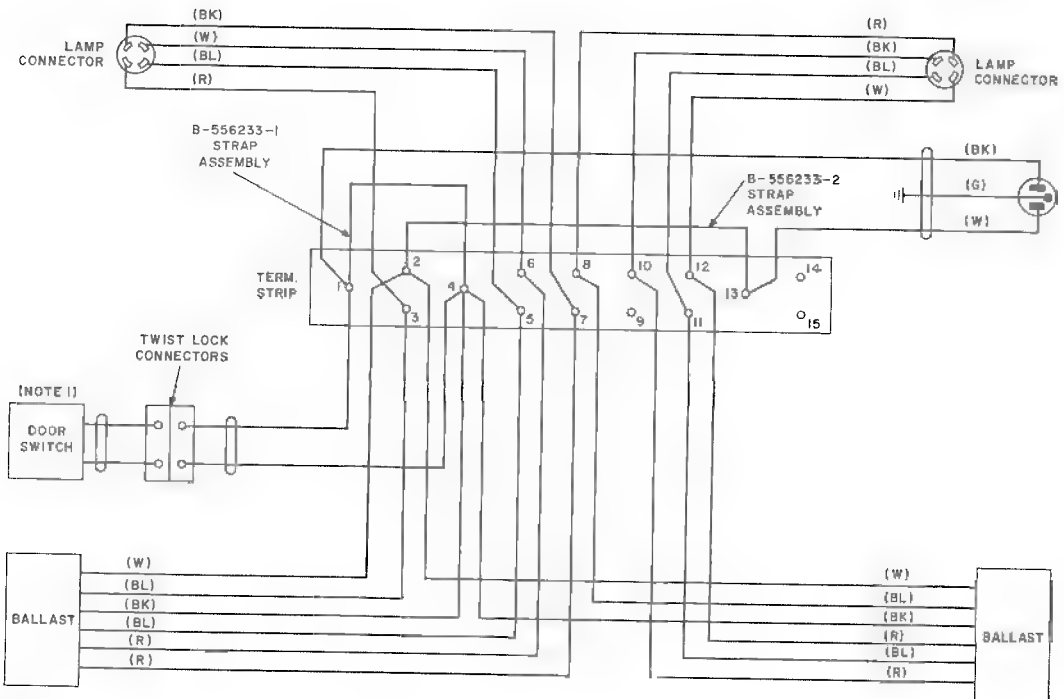 (BK)
(W)
(BL)
(R)
LAMP
CONNECTOR
(R)
(BK)
(BL)
(W)
LAMP
CONNECTOR
B-556233-1
STRAP
ASSEMBLY
B-556233-2
STRAP
ASSEMBLY
(BK)
(G)
(W)
TERM.
STRIP
1
2
3
4
5
6
7
8
9
10
11
12
13
14
15
TWIST LOCK
CONNECTORS
(NOTE 1)
DOOR
SWITCH
BALLAST
(W)
(BL)
(BK)
(BL)
(R)
(R)
(W)
(BL)
(BK)
(R)
(BL)
(R)
BALLAST